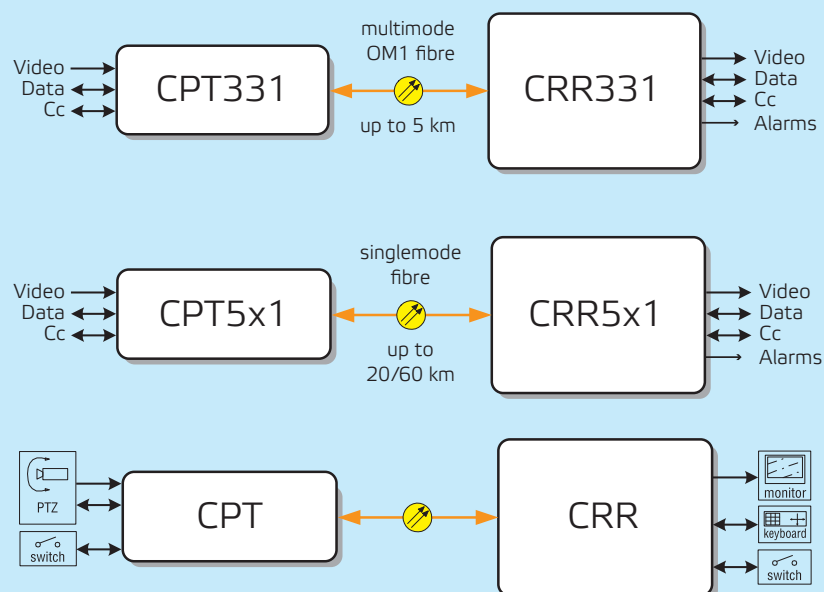 multimode
OM1 fibre
Video
Data
Cc
CPT331
up to 5 km
CRR331
Video
Data
Cc
Alarms
singlemode
fibre
Video
Data
Cc
CPT5x1
up to
20/60 km
CRR5x1
Video
Data
Cc
Alarms
PTZ
switch
CPT
CRR
monitor
keyboard
switch